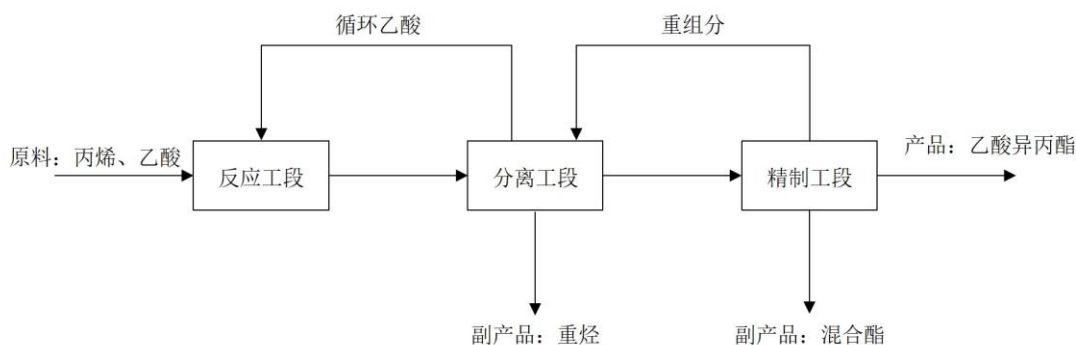 循环乙酸
重组分
原料：丙烯、乙酸
反应工段
分离工段
精制工段
产品：乙酸异丙酯
副产品：重烃
副产品：混合酯